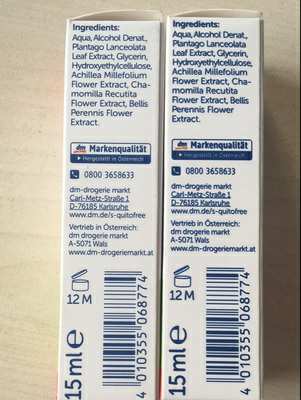 Ingredients:
Aqua, Alcohol Denat.,
Plantago Lanceolata
Leaf Extract, Glycerin,
Hydroxyethylcellulose,
Achillea Millefolium
Flower Extract, Cha-
momilla Recutita
Flower Extract, Bellis
Perennis Flower
Extract.
dm Markenqualität
Hergestellt in Österreich
0800 3658633
dm-drogerie markt
Carl-Metz-Straße 1
D-76185 Karlsruhe
www.dm.de/s-quitofree
Vertrieb in Österreich:
dm drogerie markt
A-5071 Wals
www.dm-drogeriemarkt.at
12 M
15 ml e
4 010355 068774
Ingredients:
Aqua, Alcohol Denat.,
Plantago Lanceolata
Leaf Extract, Glycerin,
Hydroxyethylcellulose,
Achillea Millefolium
Flower Extract, Cha-
momilla Recutita
Flower Extract, Bellis
Perennis Flower
Extract.
dm Markenqualität
Hergestellt in Österreich
0800 3658633
dm-drogerie markt
Carl-Metz-Straße 1
D-76185 Karlsruhe
www.dm.de/s-quitofree
Vertrieb in Österreich:
dm drogerie markt
A-5071 Wals
www.dm-drogeriemarkt.at
12 M
15 ml e
4 010355 068774